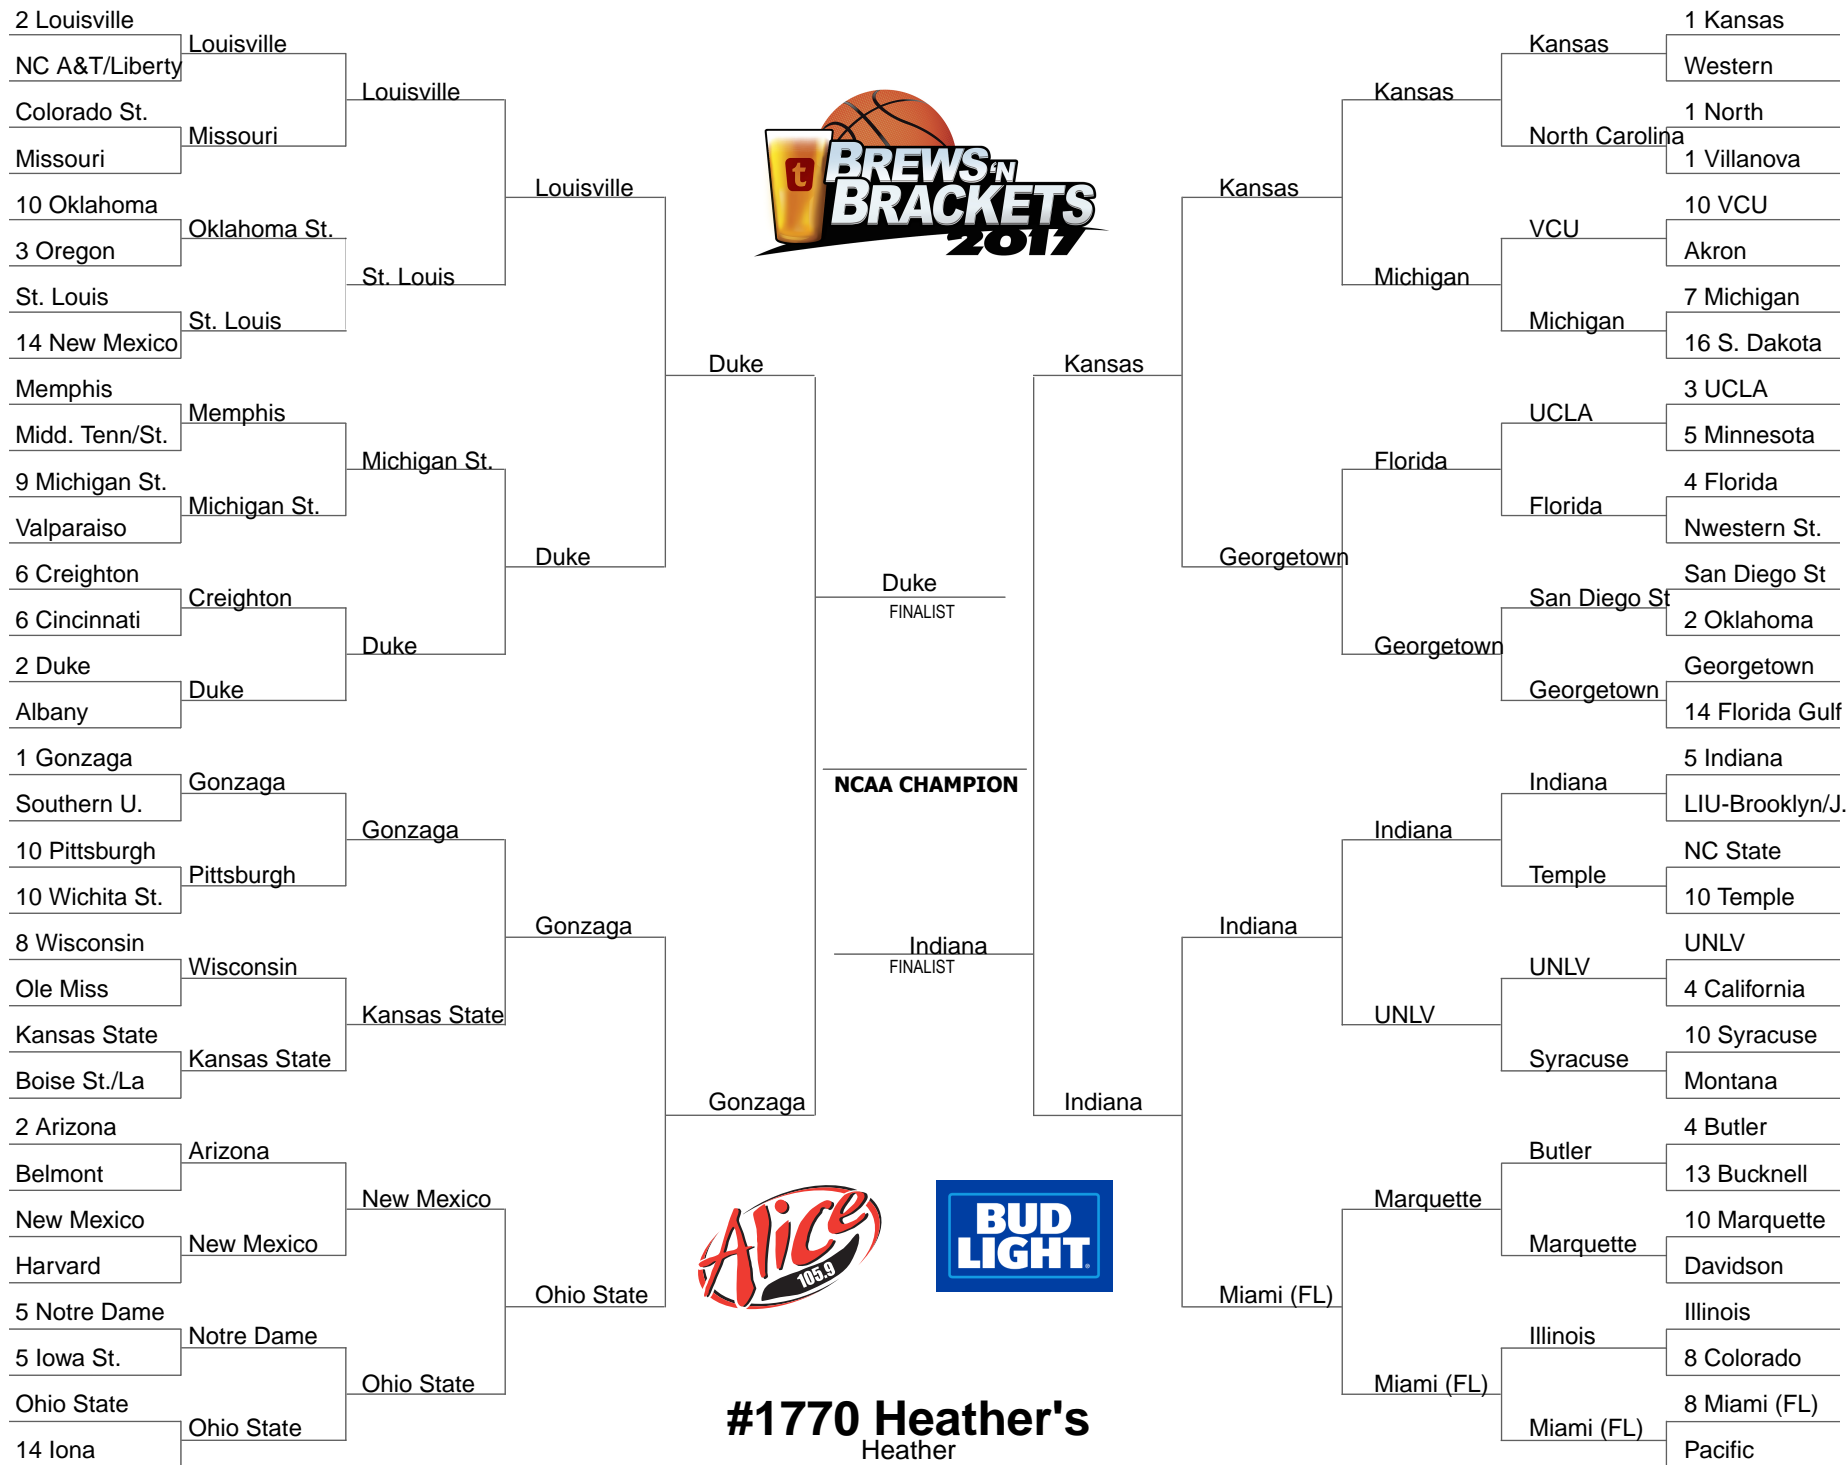 2 Louisville
NC A&T/Liberty
Colorado St.
Missouri
10 Oklahoma
3 Oregon
St. Louis
14 New Mexico
Memphis
Midd. Tenn/St.
9 Michigan St.
Valparaiso
6 Creighton
6 Cincinnati
2 Duke
Albany
1 Gonzaga
Southern U.
10 Pittsburgh
10 Wichita St.
8 Wisconsin
Ole Miss
Kansas State
Boise St./La
2 Arizona
Belmont
New Mexico
Harvard
5 Notre Dame
5 Iowa St.
Ohio State
14 Iona
Louisville
Missouri
Oklahoma St.
St. Louis
Memphis
Michigan St.
Creighton
Duke
Gonzaga
Pittsburgh
Wisconsin
Kansas State
Arizona
New Mexico
Notre Dame
Ohio State
Louisville
St. Louis
Michigan St.
Duke
Gonzaga
Kansas State
New Mexico
Ohio State
Louisville
Duke
Gonzaga
Ohio State
Duke
Gonzaga
t
BREWS 'N
BRACKETS
2017
Duke
FINALIST
NCAA CHAMPION
Indiana
FINALIST
Alice
105.9
BUD
LIGHT
#1770 Heather's
Heather
Kansas
Indiana
Kansas
Georgetown
Indiana
Miami (FL)
Kansas
Michigan
Florida
Georgetown
Indiana
UNLV
Marquette
Miami (FL)
Kansas
North Carolina
VCU
Michigan
UCLA
Florida
San Diego St
Georgetown
Indiana
Temple
UNLV
Syracuse
Butler
Marquette
Illinois
Miami (FL)
1 Kansas
Western
1 North
1 Villanova
10 VCU
Akron
7 Michigan
16 S. Dakota
3 UCLA
5 Minnesota
4 Florida
Nwestern St.
San Diego St
2 Oklahoma
Georgetown
14 Florida Gulf
5 Indiana
LIU-Brooklyn/J.
NC State
10 Temple
UNLV
4 California
10 Syracuse
Montana
4 Butler
13 Bucknell
10 Marquette
Davidson
Illinois
8 Colorado
8 Miami (FL)
Pacific